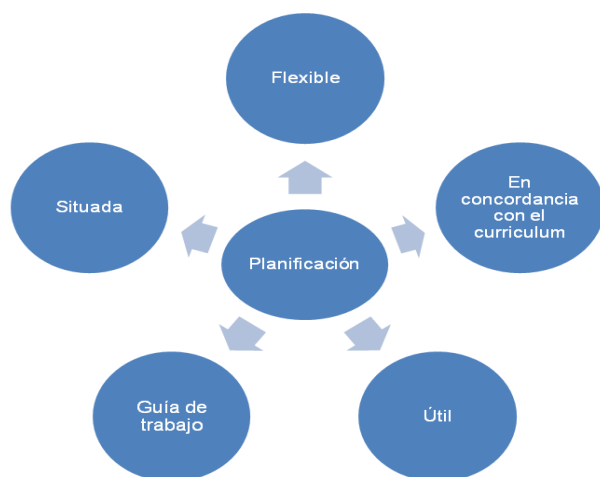 Flexible
En
concordancia
con el
curriculum
Situada
Planificación
Guía de
trabajo
Útil